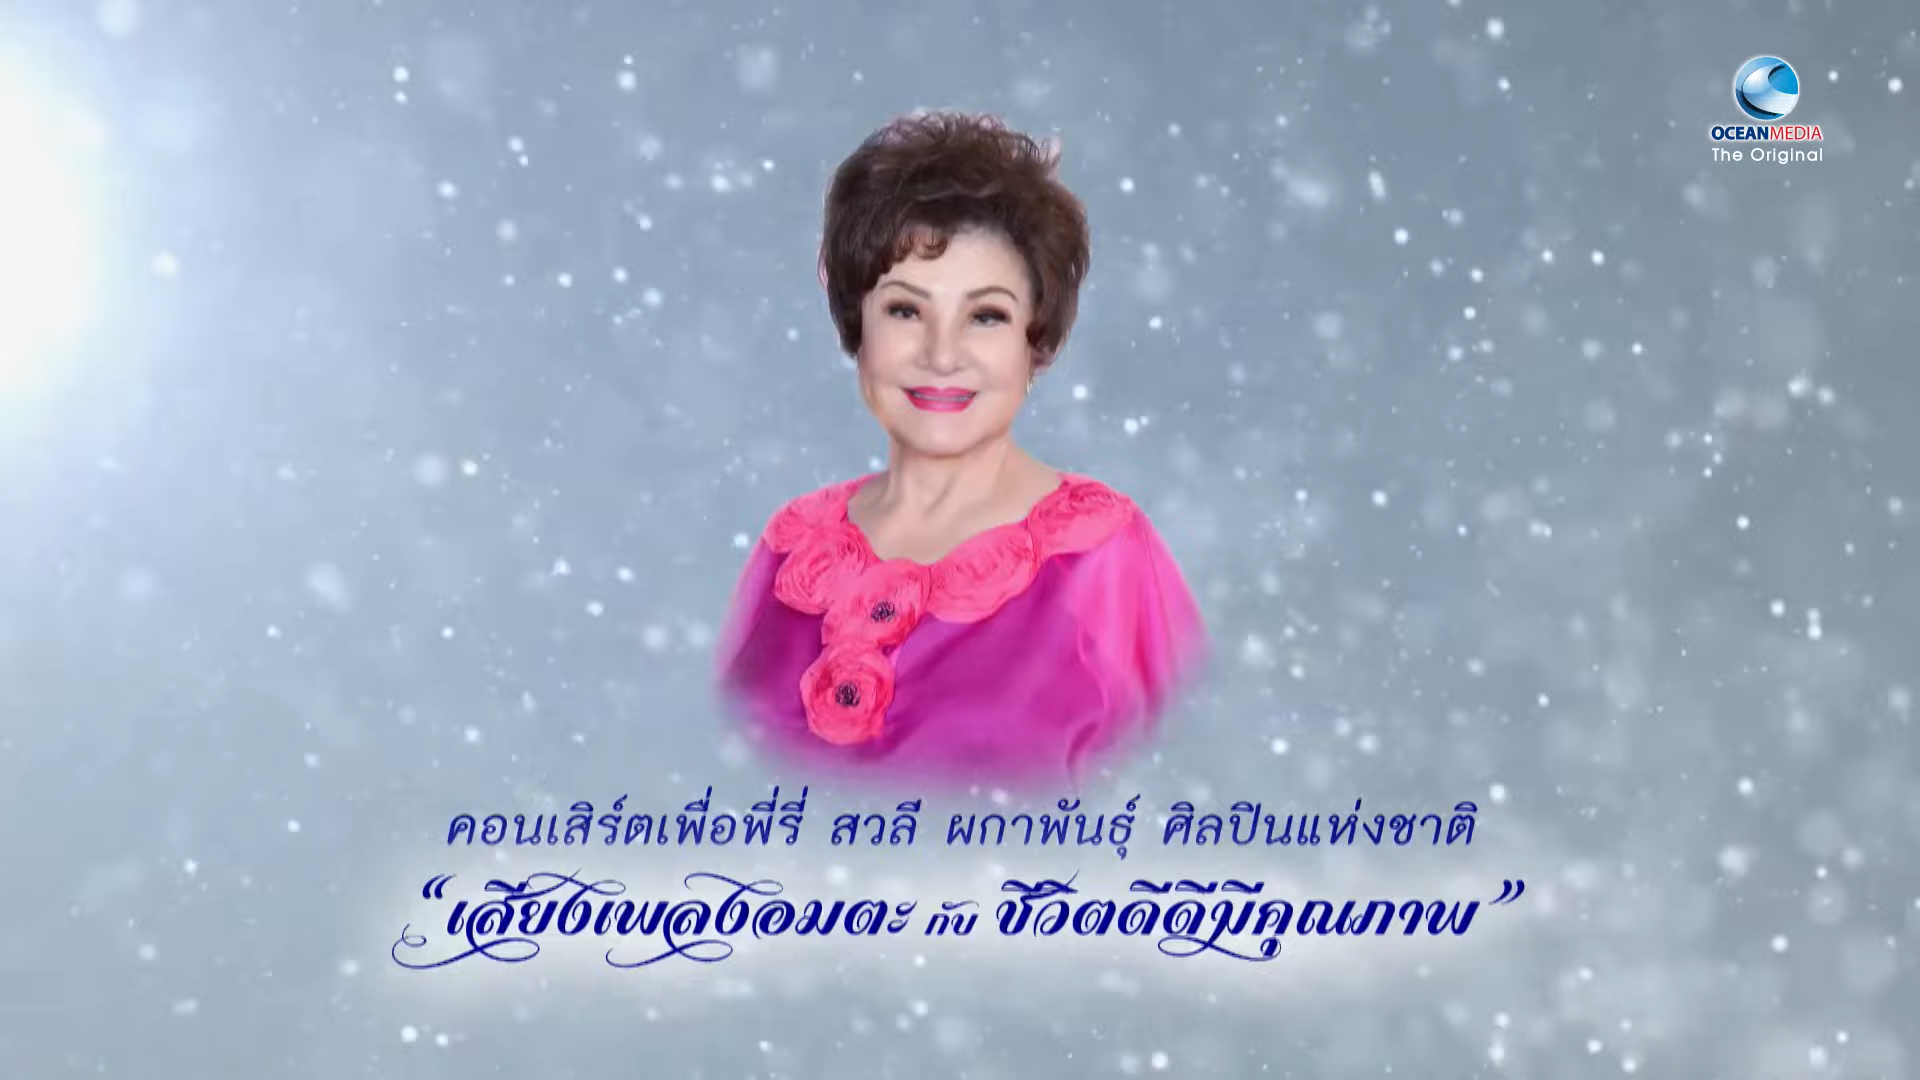 OCEANMEDIA
The Original
คอนเสิร์ตเพื่อพี่รี่ สวลี ผกาพันธุ์ ศิลปินแห่งชาติ
“เสียงเพลงอมตะ กับ ชีวิตดีดีมีคุณภาพ”